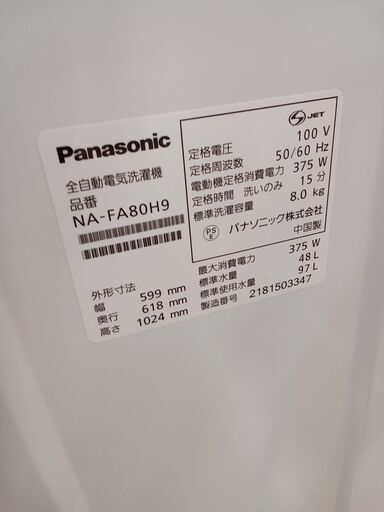 Panasonic
全自動電気洗濯機
品番
NA-FA80H9
外形寸法
幅 599 mm
奥行 618 mm
高さ 1024 mm
JET
定格電圧 100 V
定格周波数 50/60 Hz
電動機定格消費電力 375 W
定格時間 洗いのみ 15 分
標準洗濯容量 8.0 kg
PS
E
パナソニック株式会社
中国製
最大消費電力 375 W
標準水量 48 L
標準使用水量 97 L
製造番号 2181503347